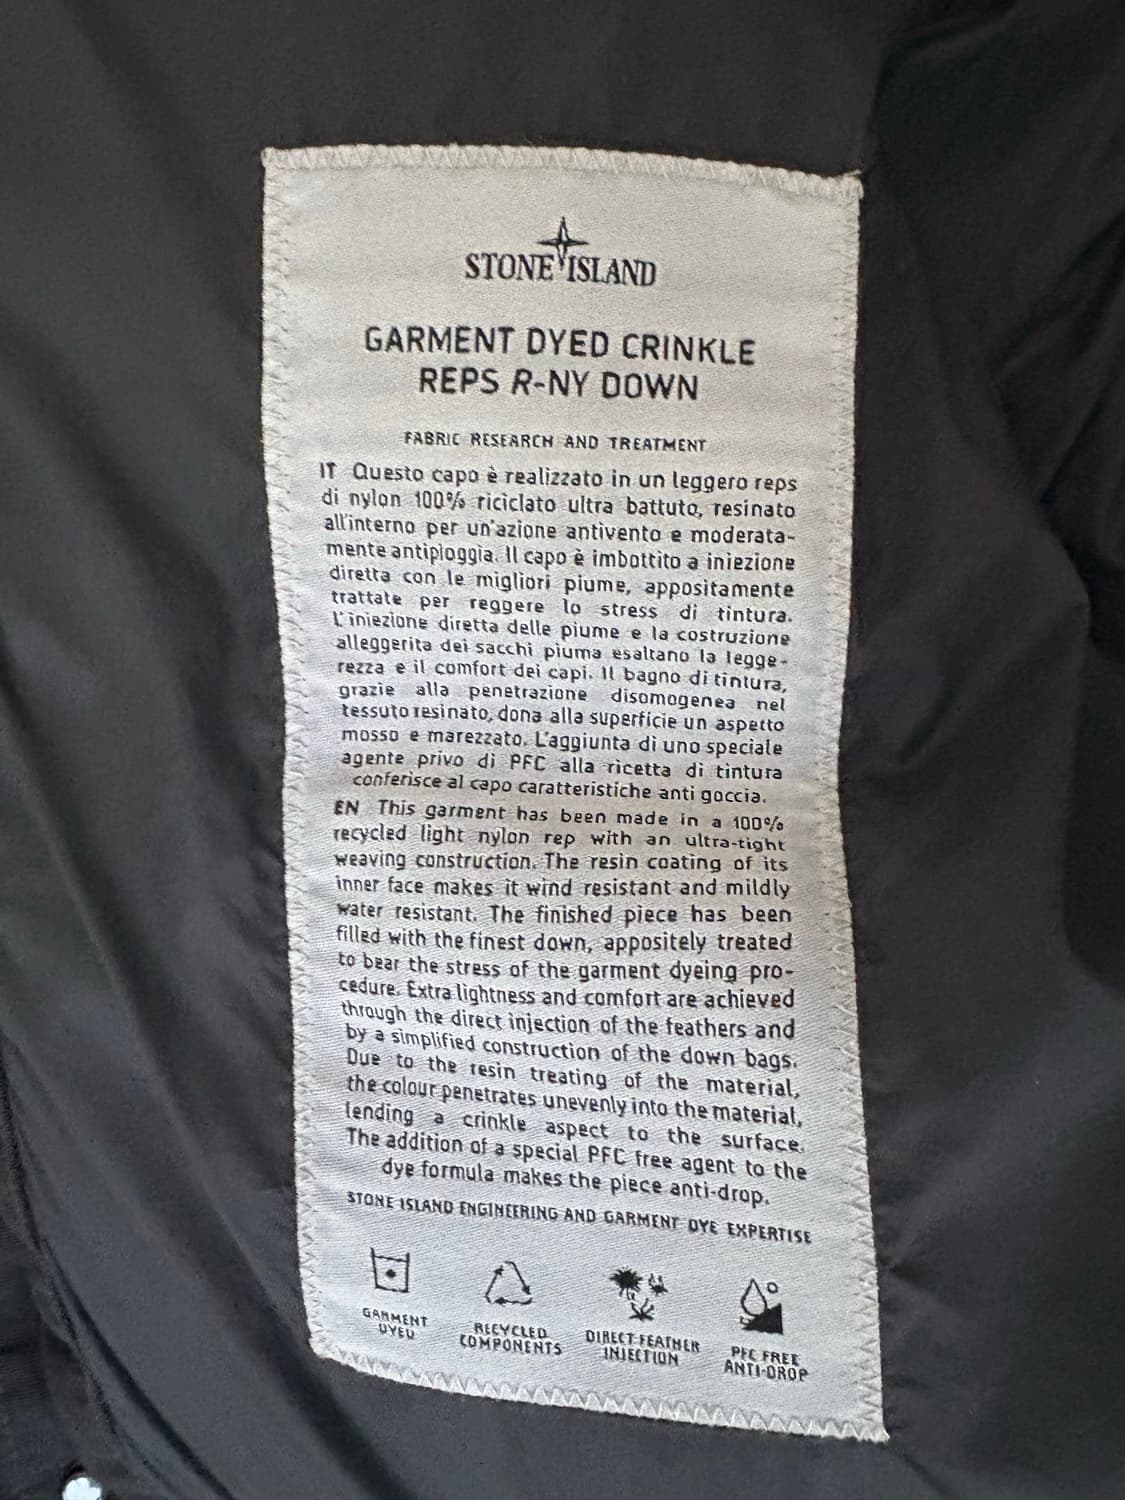 STONE ISLAND
GARMENT DYED CRINKLE
REPS R-NY DOWN
FABRIC RESEARCH AND TREATMENT
IT Questo capo è realizzato in un leggero reps
di nylon 100% riciclato ultra battuto, resinato
all'interno per un'azione antivento e moderata-
mente antipioggia. Il capo è imbottito a iniezione
diretta con le migliori piume, appositamente
trattate per reggere lo stress di tintura.
L'iniezione diretta delle piume e la costruzione
alleggerita dei sacchi piuma esaltano la legge-
rezza e il comfort dei capi. Il bagno di tintura,
grazie alla penetrazione disomogenea nel
tessuto resinato, dona alla superficie un aspetto
mosso e marezzato. L'aggiunta di uno speciale
agente privo di PFC alla ricetta di tintura
conferisce al capo caratteristiche anti goccia.
EN This garment has been made in a 100%
recycled light nylon rep with an ultra-tight
weaving construction. The resin coating of its
inner face makes it wind resistant and mildly
water resistant. The finished piece has been
filled with the finest down, appositely treated
to bear the stress of the garment dyeing pro-
cedure. Extra lightness and comfort are achieved
through the direct injection of the feathers and
by a simplified construction of the down bags.
Due to the resin treating of the material,
the colour penetrates unevenly into the material,
lending a crinkle aspect to the surface.
The addition of a special PFC free agent to the
dye formula makes the piece anti-drop.
STONE ISLAND ENGINEERING AND GARMENT DYE EXPERTISE
GARMENT
DYED
RECYCLED
COMPONENTS
DIRECT FEATHER
INJECTION
PFC FREE
ANTI-DROP